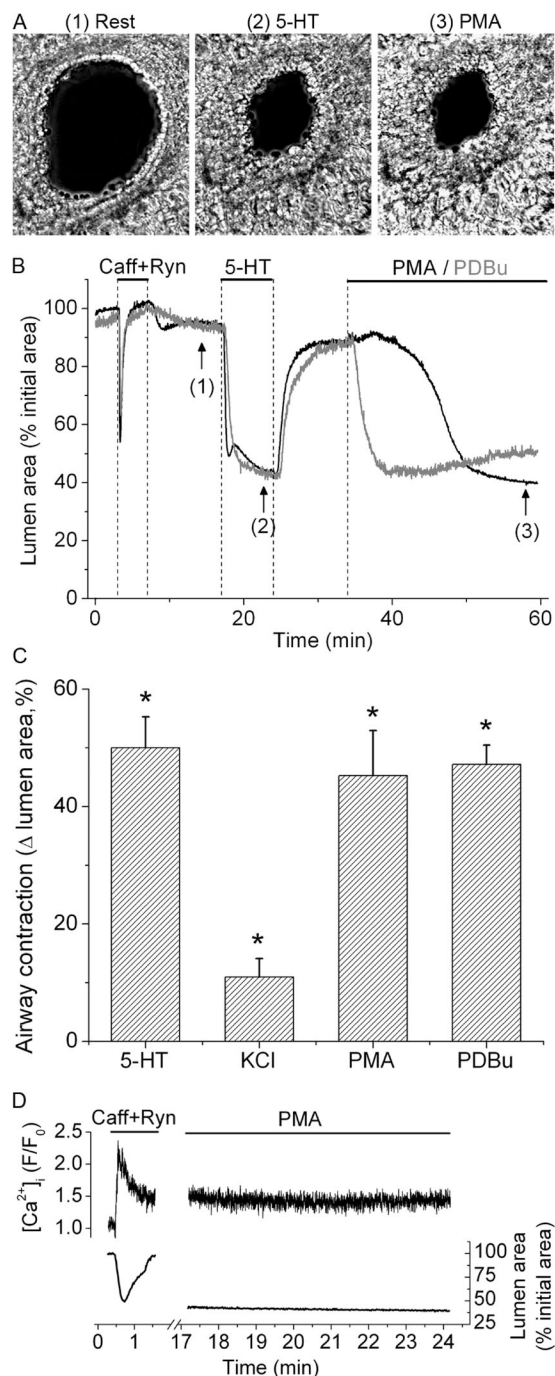 A
(1) Rest
(2) 5-HT
(3) PMA
B
Caff+Ryn
5-HT
PMA / PDBu
Lumen area (% initial area)
100
80
60
40
20
0
(1)
(2)
(3)
0
20
40
60
Time (min)
C
Airway contraction (Δ lumen area, %)
60
40
20
0
*
*
*
*
5-HT
KCl
PMA
PDBu
D
Caff+Ryn
PMA
[Ca²⁺]ᵢ (F/F₀)
2.5
2.0
1.5
1.0
100
75
50
25
Lumen area
(% initial area)
0
1
17
18
19
20
21
22
23
24
Time (min)